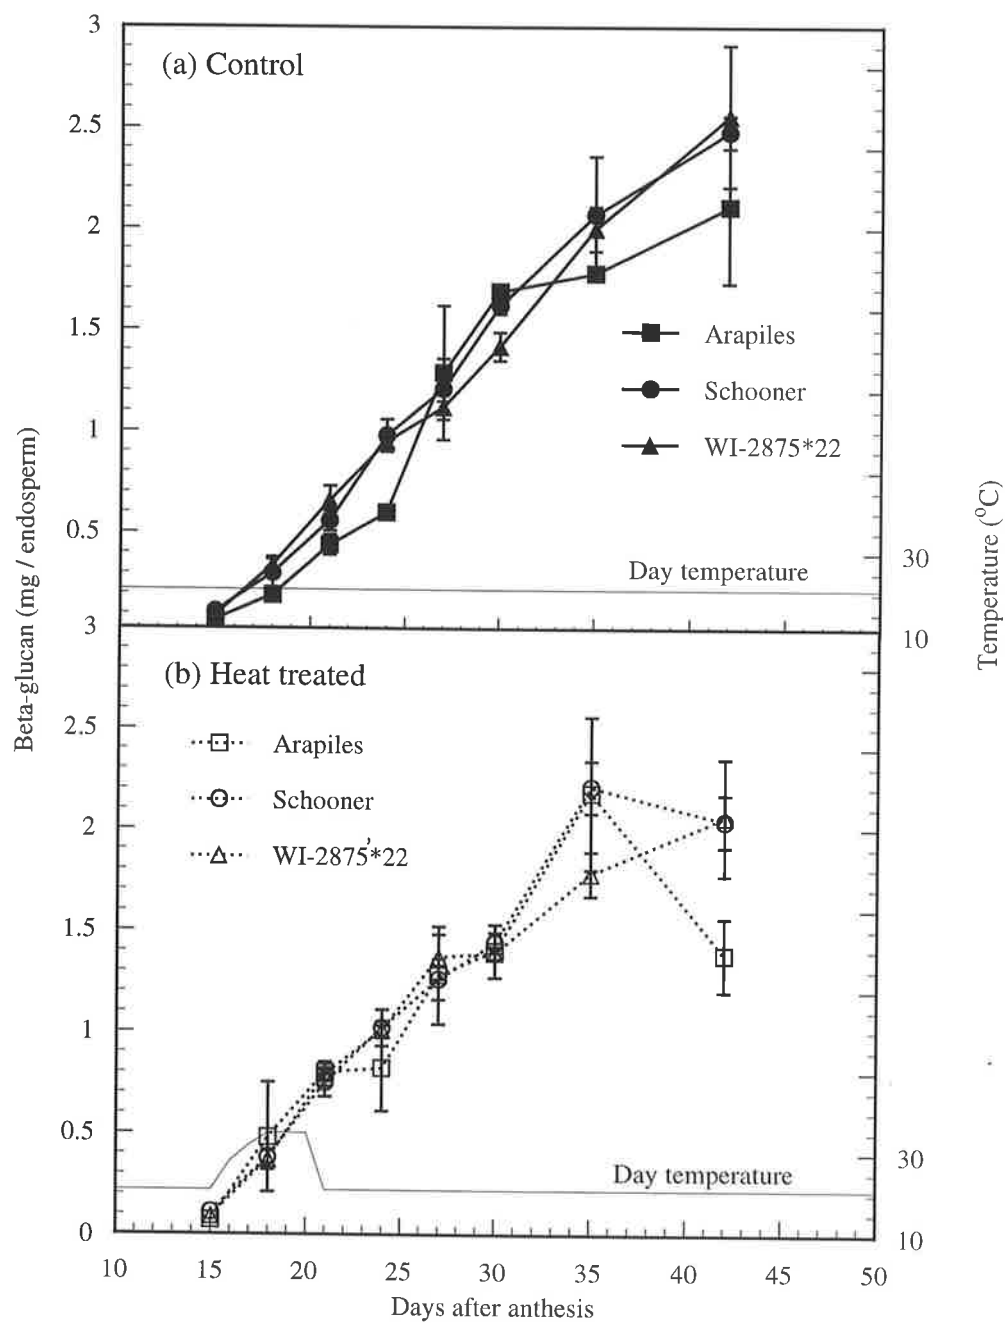 3
(a) Control
2.5
2
1.5
Arapiles
Schooner
1
WI-2875*22
0.5
30
Day temperature
3
10
Beta-glucan (mg / endosperm)
Temperature (°C)
(b) Heat treated
2.5
Arapiles
Schooner
2
WI-2875*22
1.5
1
0.5
30
Day temperature
0
10
10 15 20 25 30 35 40 45 50
Days after anthesis